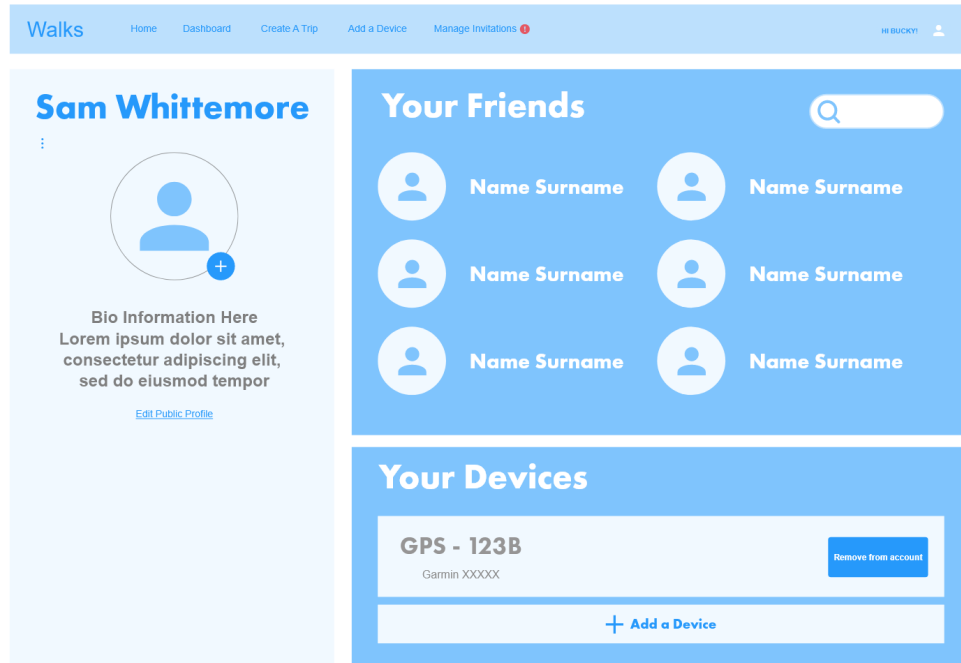 Walks
Home
Dashboard
Create A Trip
Add a Device
Manage Invitations !
HI BUCKY!
Sam Whittemore
Bio Information Here
Lorem ipsum dolor sit amet,
consectetur adipiscing elit,
sed do eiusmod tempor
Edit Public Profile
Your Friends
Name Surname
Name Surname
Name Surname
Name Surname
Name Surname
Name Surname
Your Devices
GPS - 123B
Garmin XXXXX
Remove from account
Add a Device